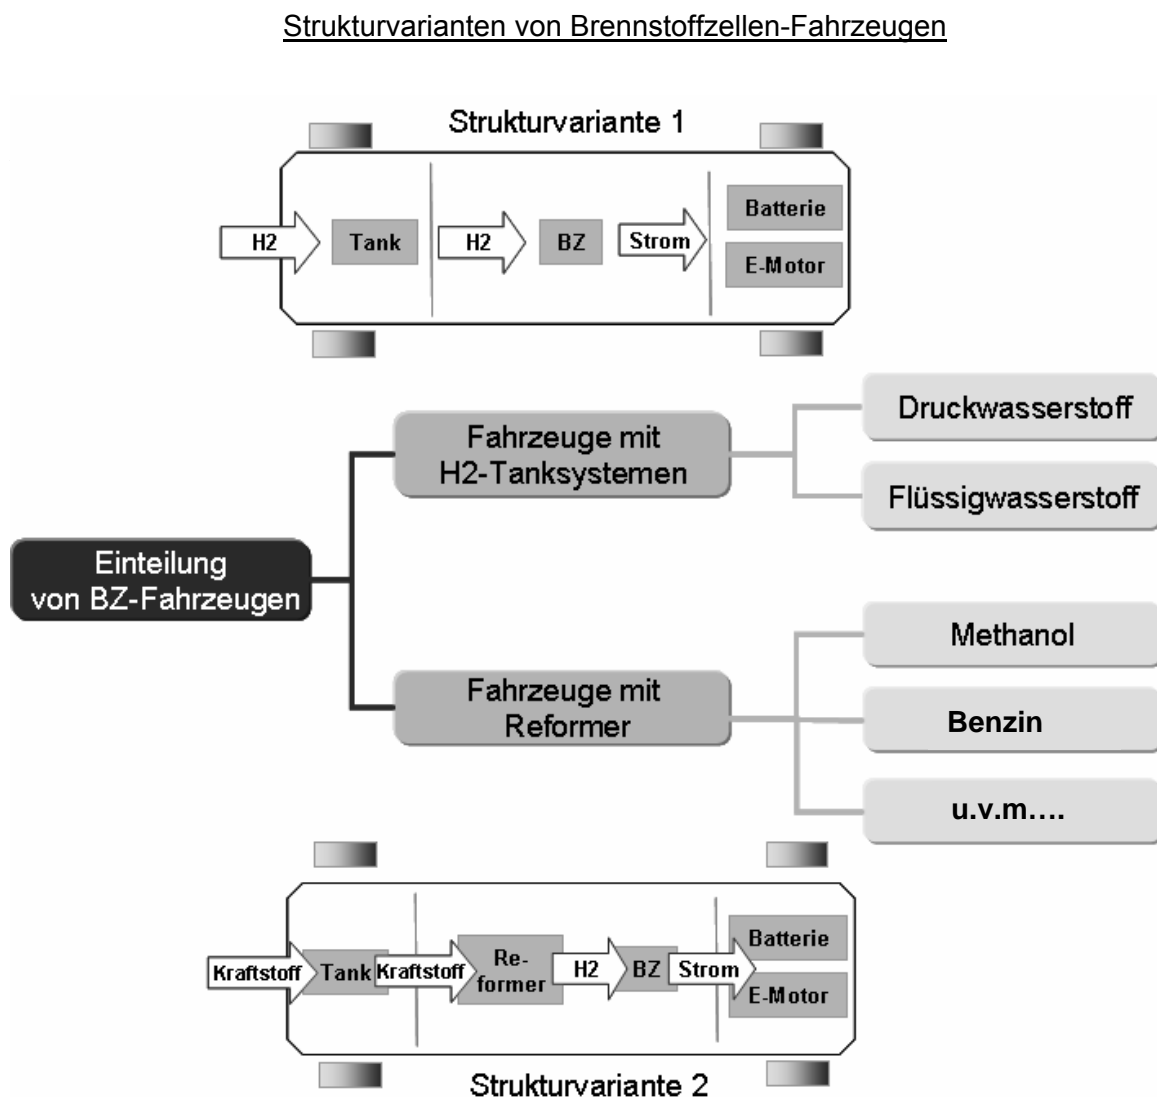 Strukturvarianten von Brennstoffzellen-Fahrzeugen
Strukturvariante 1
H2
Tank
H2
BZ
Strom
Batterie
E-Motor
Druckwasserstoff
Fahrzeuge mit
H2-Tanksystemen
Flüssigwasserstoff
Einteilung
von BZ-Fahrzeugen
Methanol
Fahrzeuge mit
Reformer
Benzin
u.v.m....
Kraftstoff
Tank
Kraftstoff
Re-
former
H2
BZ
Strom
Batterie
E-Motor
Strukturvariante 2